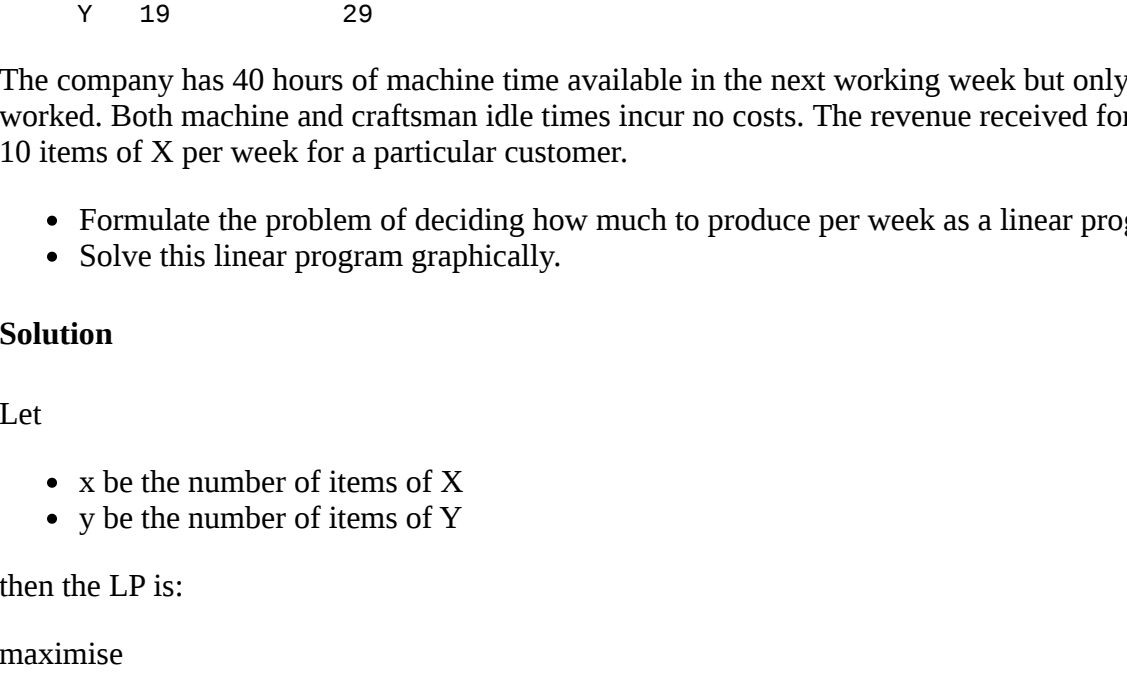 Y 19 29
The company has 40 hours of machine time available in the next working week but only
worked. Both machine and craftsman idle times incur no costs. The revenue received for
10 items of X per week for a particular customer.
• Formulate the problem of deciding how much to produce per week as a linear prog
• Solve this linear program graphically.
Solution
Let
• x be the number of items of X
• y be the number of items of Y
then the LP is:
maximise